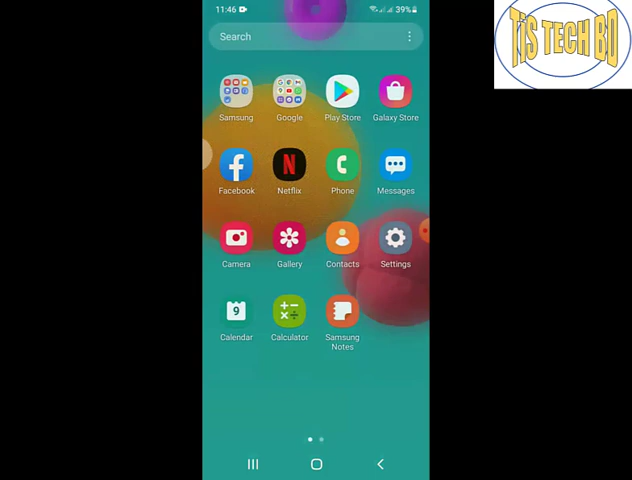 11:46 39%
TIS TECH BD
Search
Samsung Google Play Store Galaxy Store
Facebook Netflix Phone Messages
Camera Gallery Contacts Settings
9
Calendar Calculator Samsung
Notes